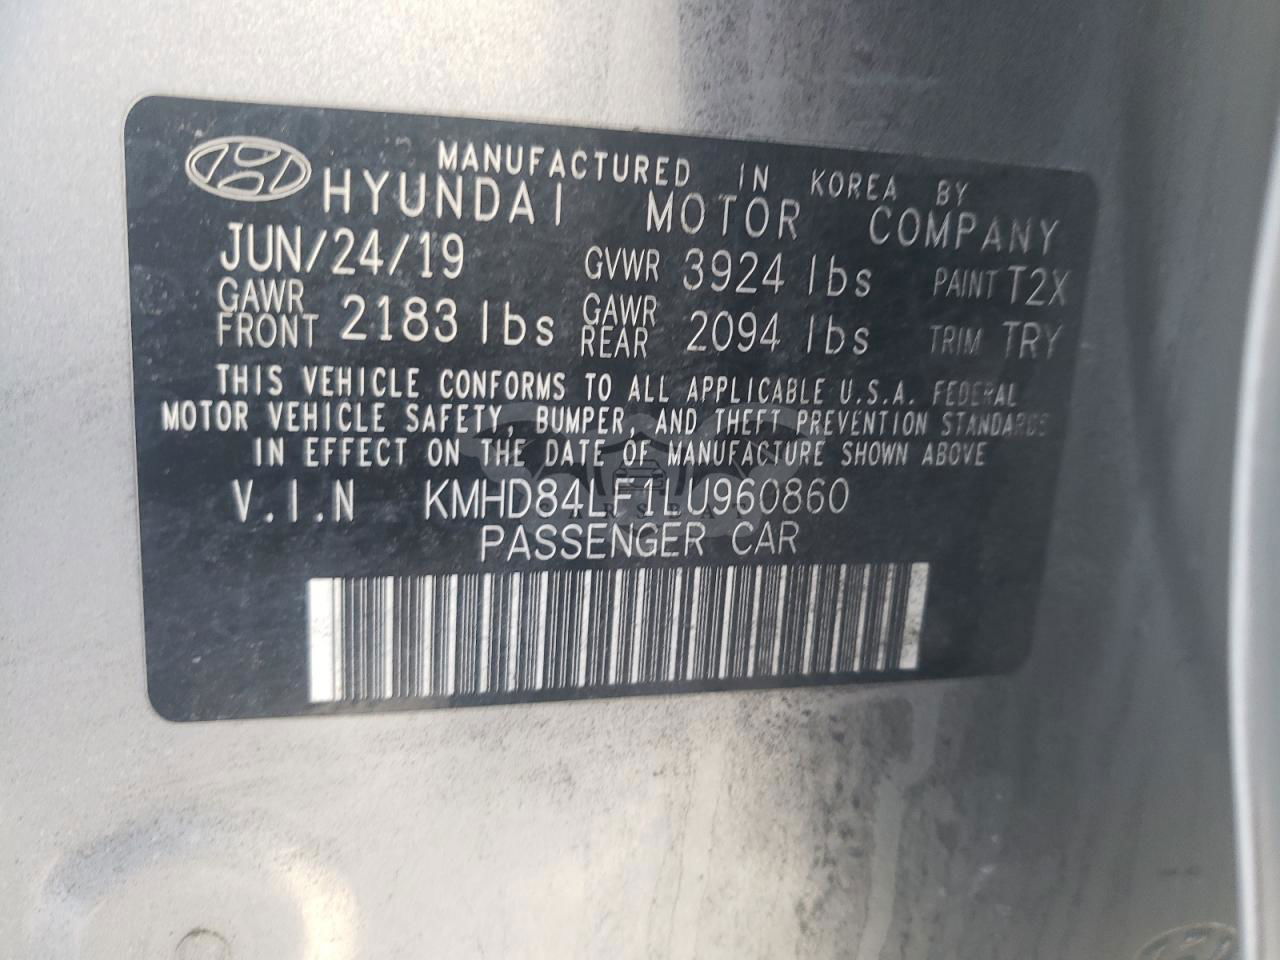 MANUFACTURED IN KOREA BY
HYUNDAI MOTOR COMPANY
JUN/24/19 GVWR 3924 lbs PAINT T2X
GAWR FRONT 2183 lbs GAWR REAR 2094 lbs TRIM TRY
THIS VEHICLE CONFORMS TO ALL APPLICABLE U.S.A. FEDERAL
MOTOR VEHICLE SAFETY, BUMPER, AND THEFT PREVENTION STANDARDS
IN EFFECT ON THE DATE OF MANUFACTURE SHOWN ABOVE
V.I.N KMHD84LF1LU960860
PASSENGER CAR